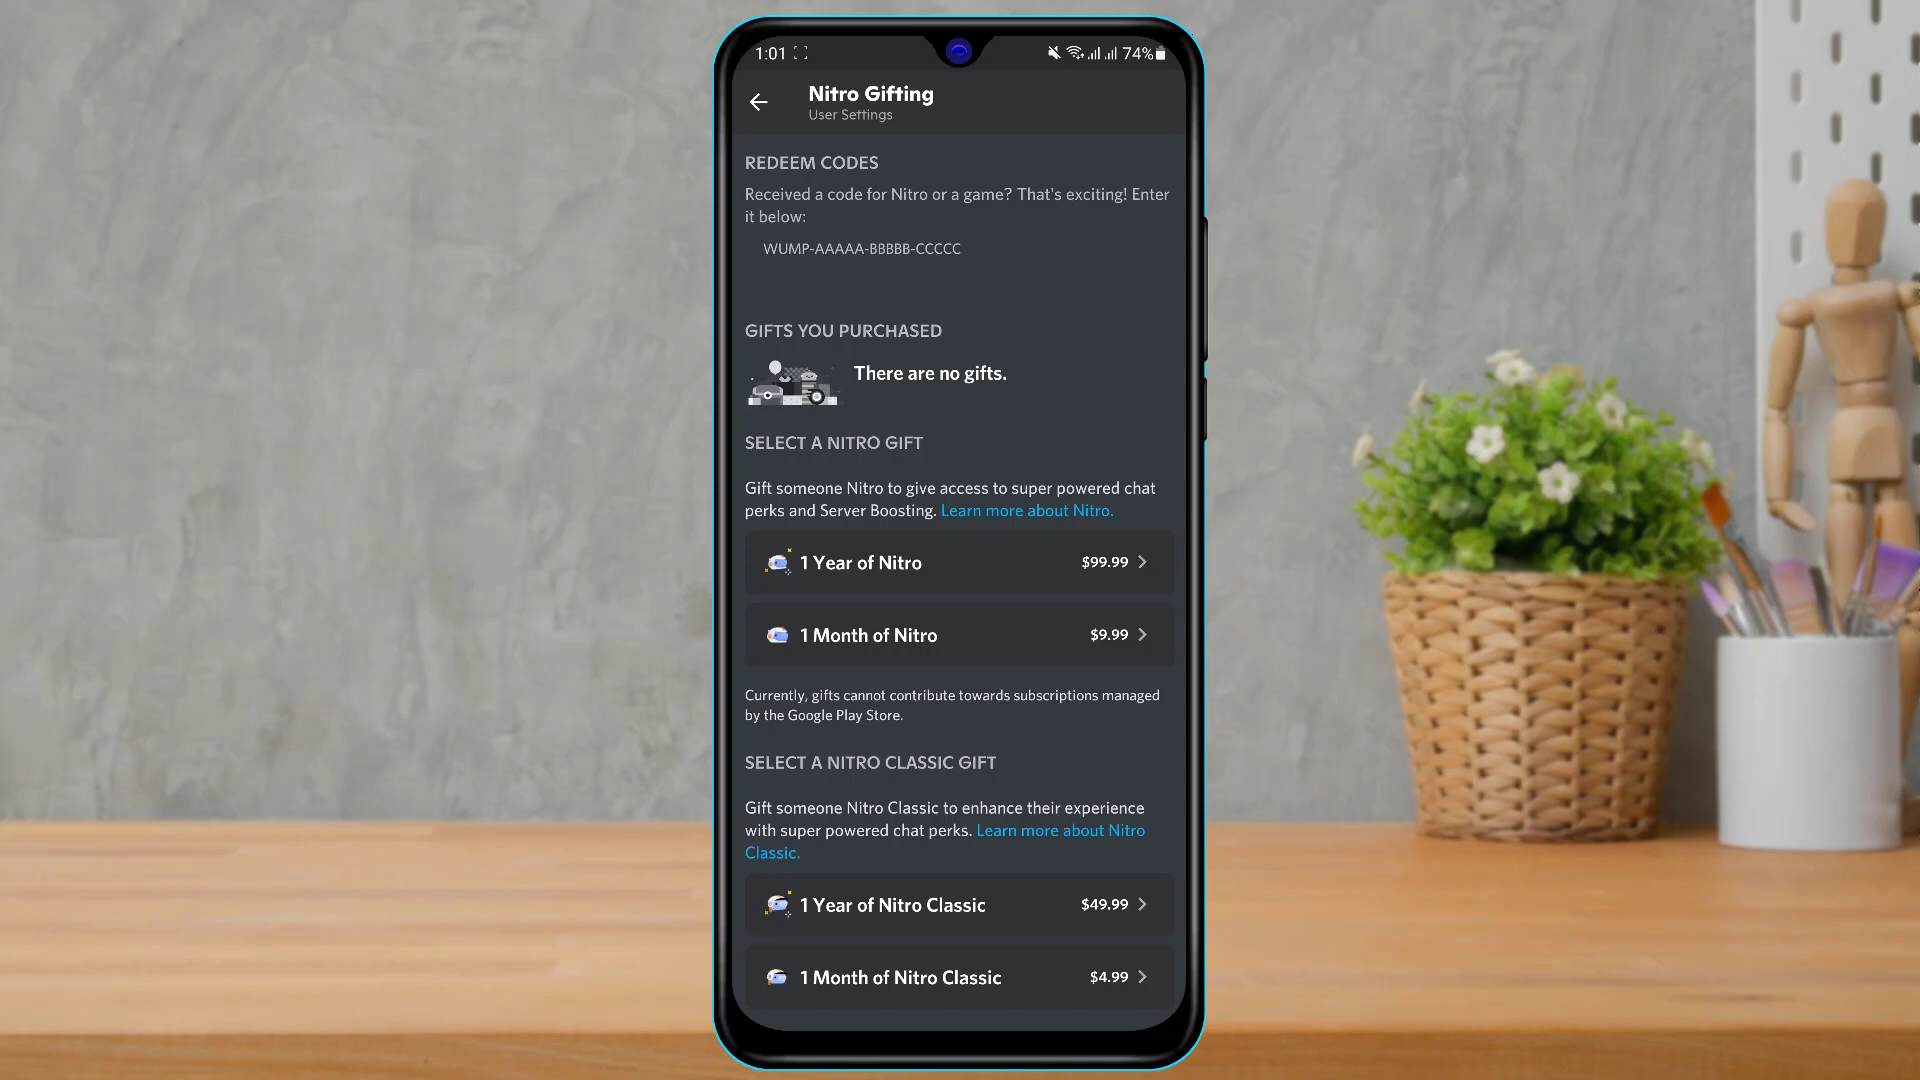 1:01
74%
Nitro Gifting
User Settings
REDEEM CODES
Received a code for Nitro or a game? That's exciting! Enter
it below:
WUMP-AAAAA-BBBBB-CCCCC
GIFTS YOU PURCHASED
There are no gifts.
SELECT A NITRO GIFT
Gift someone Nitro to give access to super powered chat
perks and Server Boosting. Learn more about Nitro.
1 Year of Nitro $99.99
1 Month of Nitro $9.99
Currently, gifts cannot contribute towards subscriptions managed
by the Google Play Store.
SELECT A NITRO CLASSIC GIFT
Gift someone Nitro Classic to enhance their experience
with super powered chat perks. Learn more about Nitro
Classic.
1 Year of Nitro Classic $49.99
1 Month of Nitro Classic $4.99